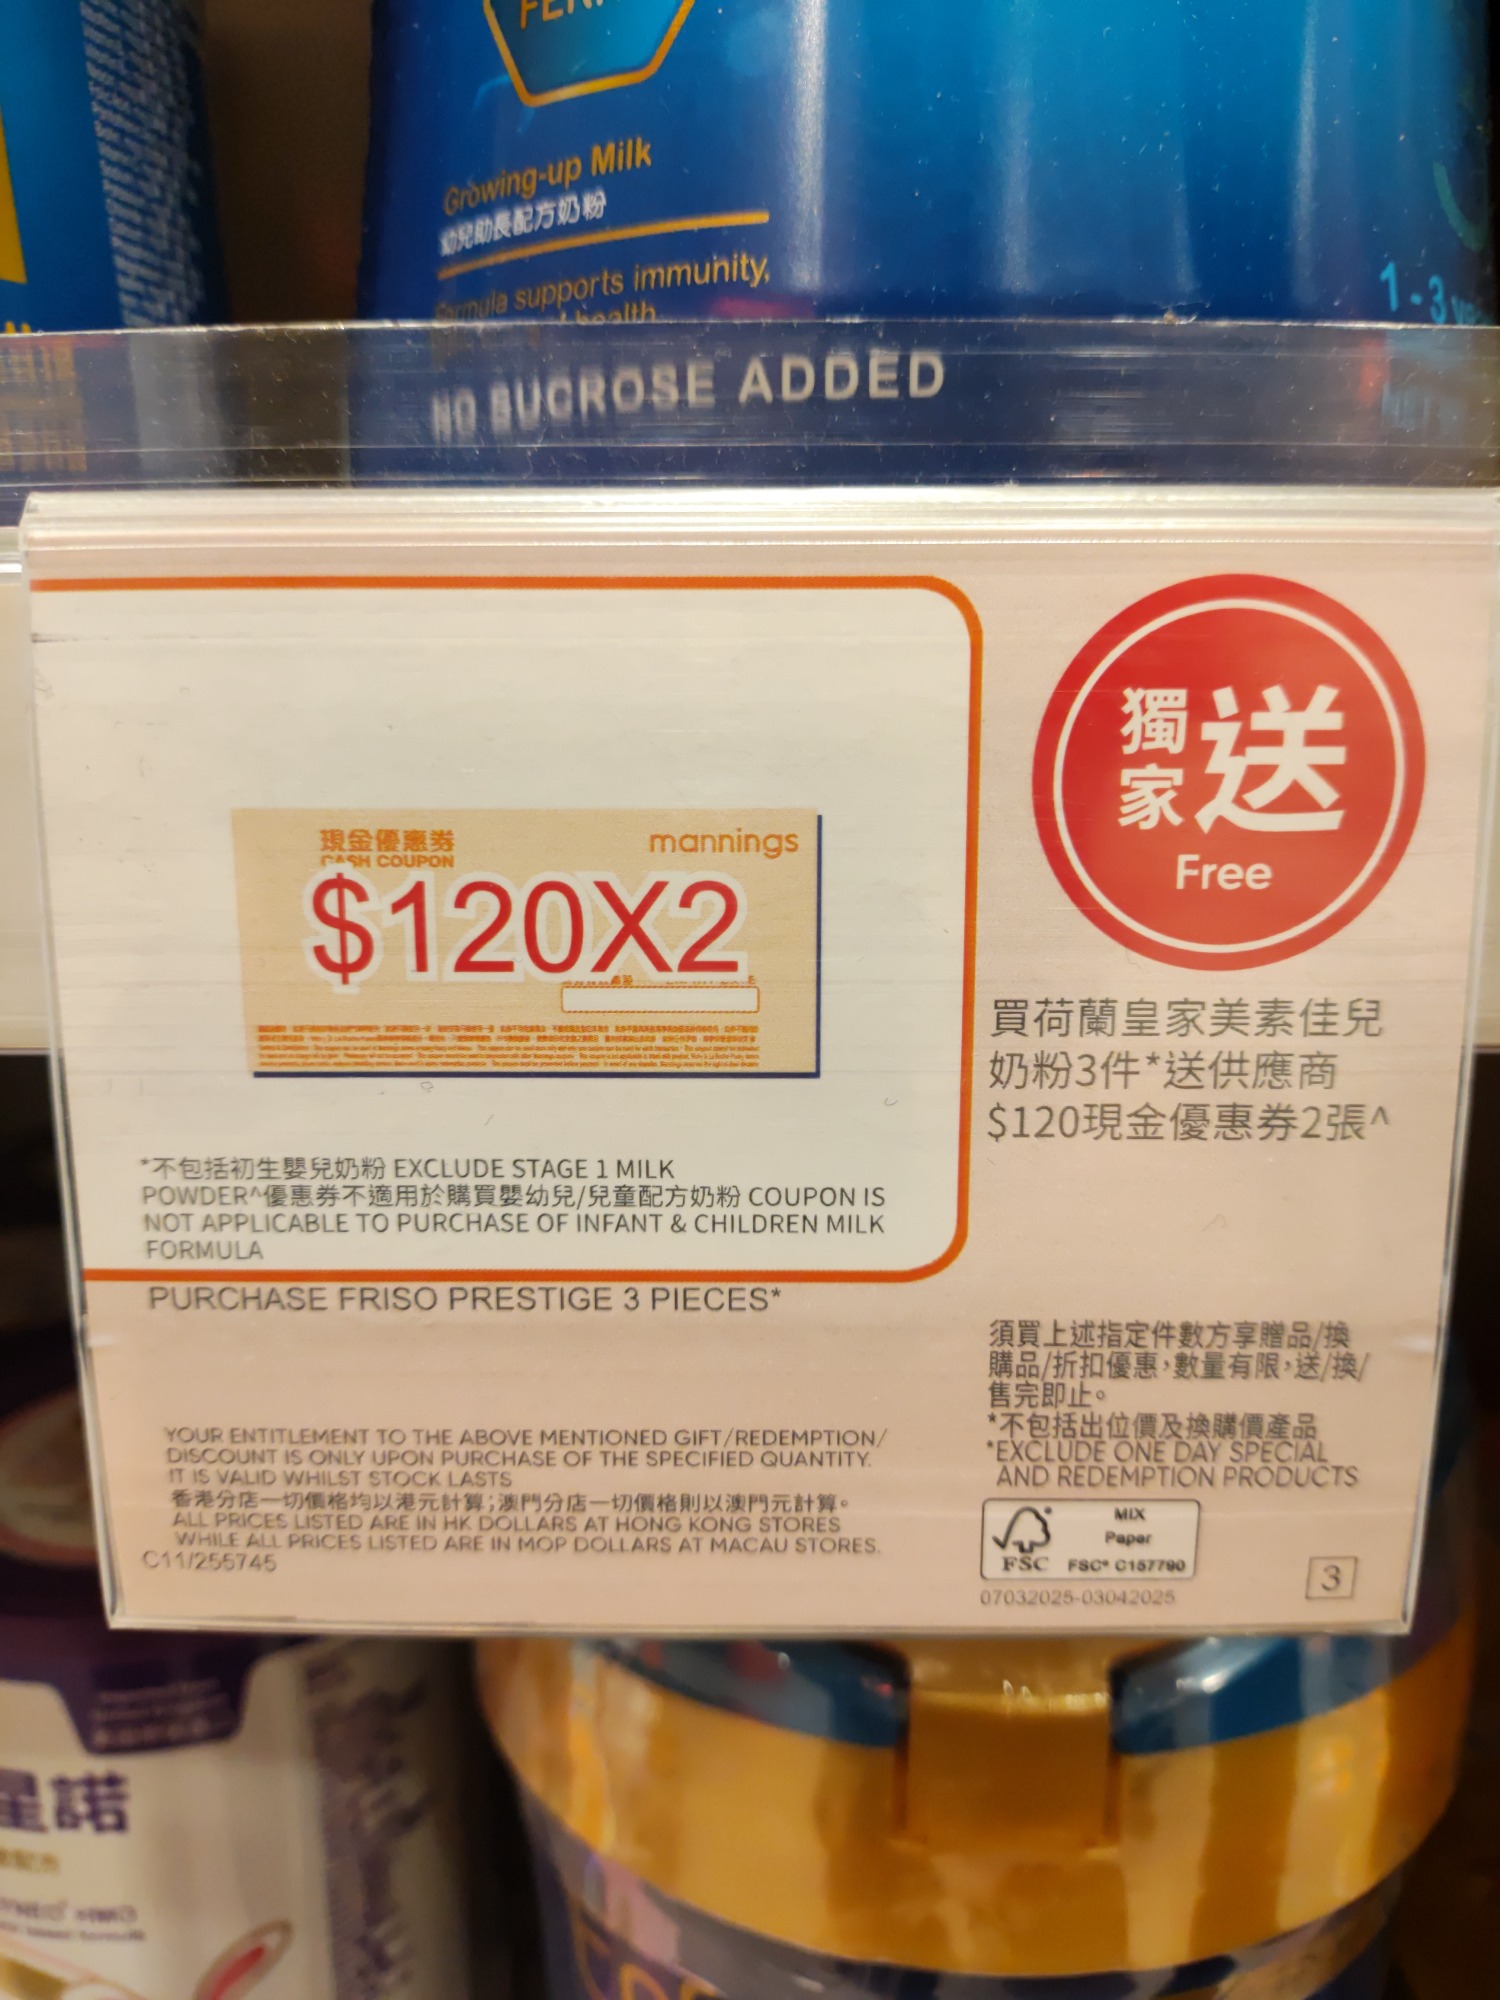 Growing-up Milk
幼兒助長配方奶粉
Formula supports immunity,
health
1-3
NO SUCROSE ADDED
獨家送
Free
現金優惠券
CASH COUPON
mannings
$120X2
買荷蘭皇家美素佳兒
奶粉3件*送供應商
$120現金優惠券2張^
*不包括初生嬰兒奶粉 EXCLUDE STAGE 1 MILK
POWDER^優惠券不適用於購買嬰幼兒/兒童配方奶粉 COUPON IS
NOT APPLICABLE TO PURCHASE OF INFANT & CHILDREN MILK
FORMULA
PURCHASE FRISO PRESTIGE 3 PIECES*
須買上述指定件數方享贈品/換
購品/折扣優惠，數量有限，送/換/
售完即止。
*不包括出位價及換購價產品
*EXCLUDE ONE DAY SPECIAL
AND REDEMPTION PRODUCTS
YOUR ENTITLEMENT TO THE ABOVE MENTIONED GIFT/REDEMPTION/
DISCOUNT IS ONLY UPON PURCHASE OF THE SPECIFIED QUANTITY.
IT IS VALID WHILST STOCK LASTS
香港分店一切價格均以港元計算；澳門分店一切價格則以澳門元計算。
ALL PRICES LISTED ARE IN HK DOLLARS AT HONG KONG STORES
WHILE ALL PRICES LISTED ARE IN MOP DOLLARS AT MACAU STORES.
C11/255745
FSC
MIX
Paper
FSC® C157790
07032025-03042025
3
諾